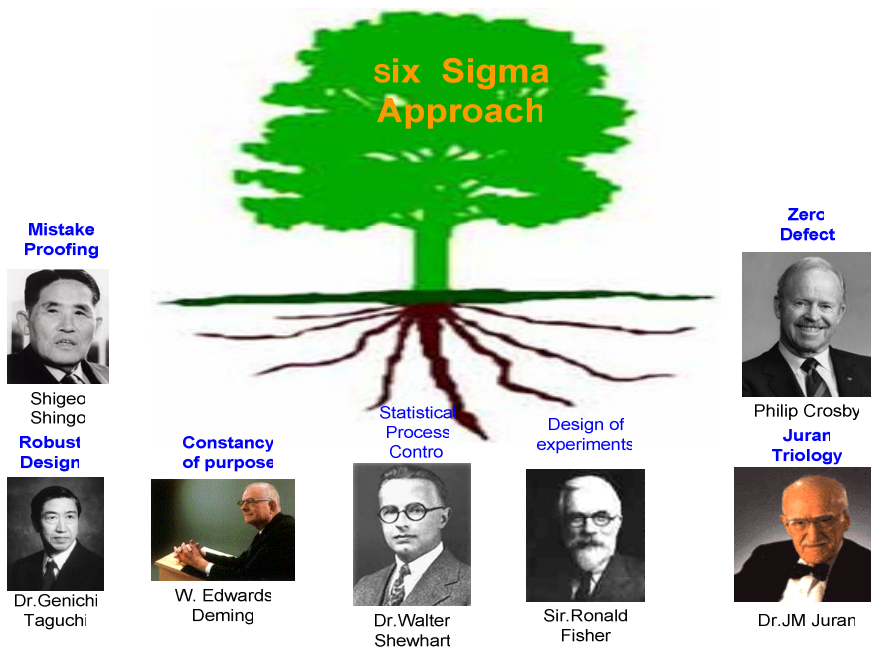 six Sigma
Approach
Mistake
Proofing
Shigeo
Shingo
Zero
Defect
Philip Crosby
Robust
Design
Dr.Genichi
Taguchi
Constancy
of purpose
W. Edwards
Deming
Statistical
Process
Contro
Dr.Walter
Shewhart
Design of
experiments
Sir.Ronald
Fisher
Juran
Triology
Dr.JM Juran